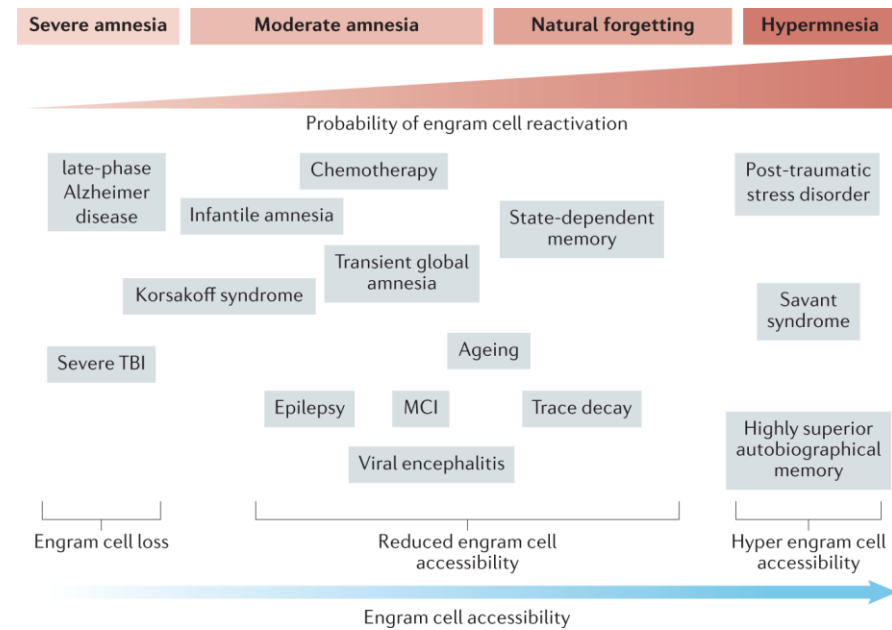 Severe amnesia
Moderate amnesia
Natural forgetting
Hypermnesia
Probability of engram cell reactivation
late-phase
Alzheimer
disease
Chemotherapy
Post-traumatic
stress disorder
Infantile amnesia
State-dependent
memory
Transient global
amnesia
Korsakoff syndrome
Savant
syndrome
Severe TBI
Ageing
Epilepsy
MCI
Trace decay
Highly superior
autobiographical
memory
Viral encephalitis
Engram cell loss
Reduced engram cell
accessibility
Hyper engram cell
accessibility
Engram cell accessibility